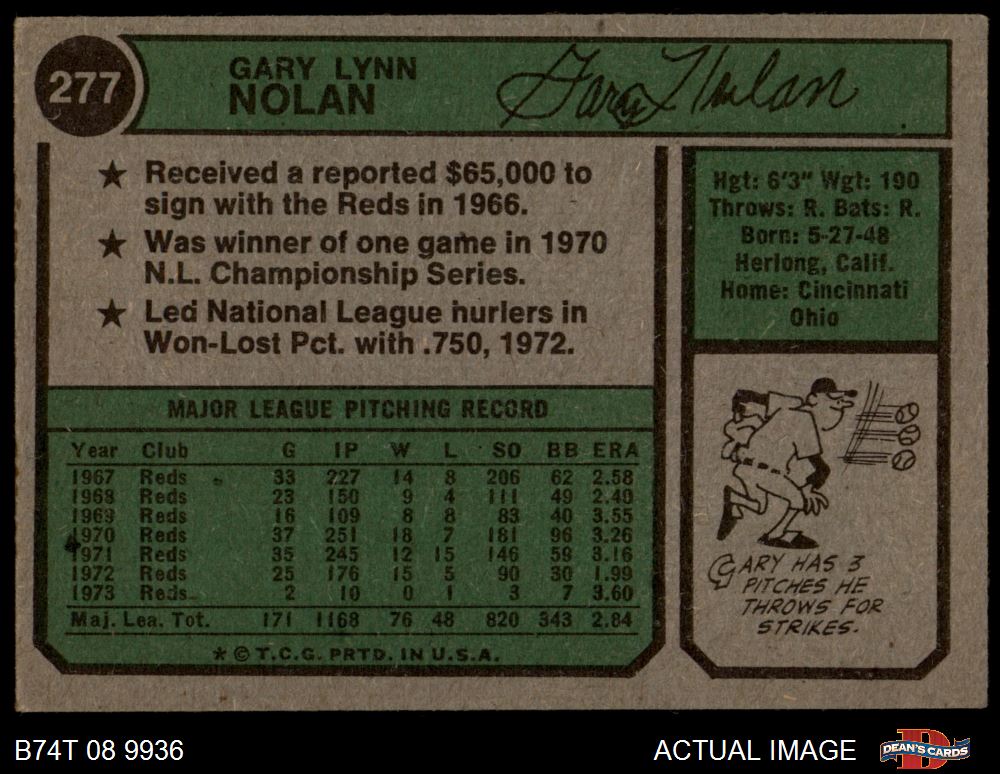 277
GARY LYNN
NOLAN
Gary Nolan
★ Received a reported $65,000 to
sign with the Reds in 1966.
★ Was winner of one game in 1970
N.L. Championship Series.
★ Led National League hurlers in
Won-Lost Pct. with .750, 1972.
Hgt: 6'3" Wgt: 190
Throws: R. Bats: R.
Born: 5-27-48
Herlong, Calif.
Home: Cincinnati
Ohio
MAJOR LEAGUE PITCHING RECORD
Year Club G IP W L SO BB ERA
1967 Reds 33 227 14 8 206 62 2.58
1968 Reds 23 150 9 4 111 49 2.40
1969 Reds 16 109 8 8 83 40 3.55
1970 Reds 37 251 18 7 181 96 3.26
1971 Reds 35 245 12 15 146 59 3.16
1972 Reds 25 176 15 5 90 30 1.99
1973 Reds 2 10 0 1 3 7 3.60
Maj. Lea. Tot. 171 1168 76 48 820 343 2.84
★ © T.C.G. PRTD. IN U.S.A.
GARY HAS 3
PITCHES HE
THROWS FOR
STRIKES.
B74T 08 9936
ACTUAL IMAGE
DEAN'S CARDS